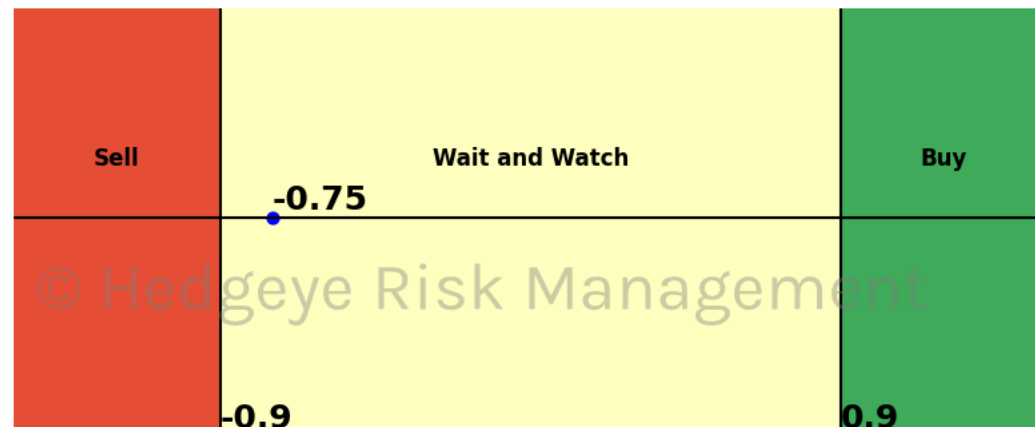 Sell
Wait and Watch
Buy
-0.75
© Hedgeye Risk Management
-0.9
0.9